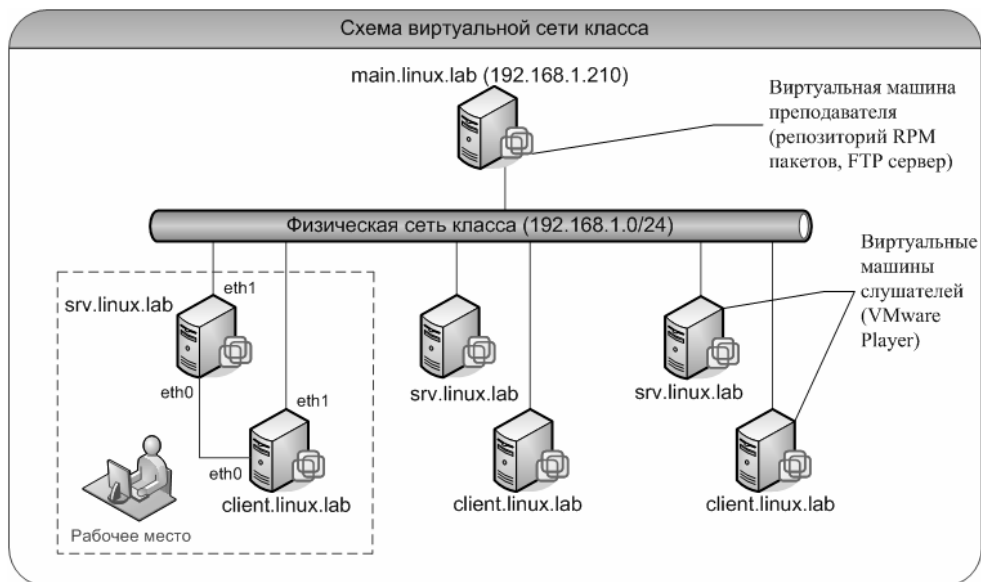 Схема виртуальной сети класса
main.linux.lab (192.168.1.210)
Виртуальная машина
преподавателя
(репозиторий RPM
пакетов, FTP сервер)
Физическая сеть класса (192.168.1.0/24)
Виртуальные
машины
слушателей
(VMware
Player)
eth1
srv.linux.lab
eth0
eth1
eth0
client.linux.lab
Рабочее место
srv.linux.lab
client.linux.lab
srv.linux.lab
client.linux.lab